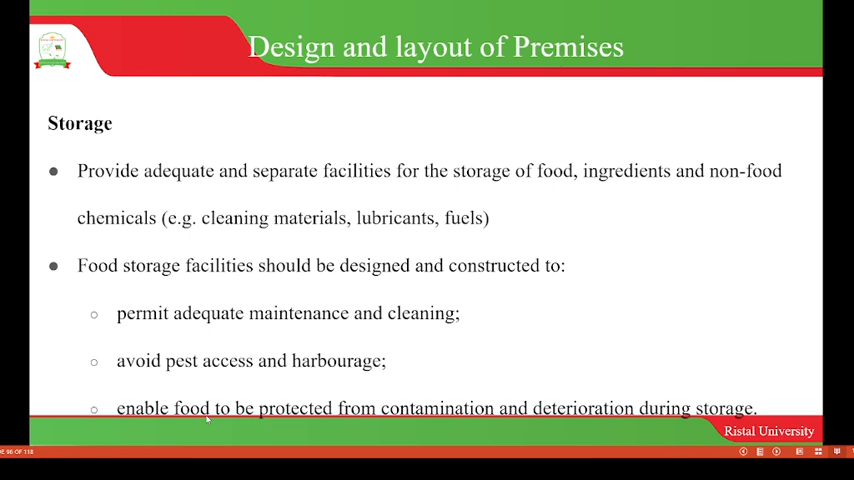 Design and layout of Premises
Storage
● Provide adequate and separate facilities for the storage of food, ingredients and non-food
chemicals (e.g. cleaning materials, lubricants, fuels)
● Food storage facilities should be designed and constructed to:
○ permit adequate maintenance and cleaning;
○ avoid pest access and harbourage;
○ enable food to be protected from contamination and deterioration during storage.
Ristal University
96 OF 138